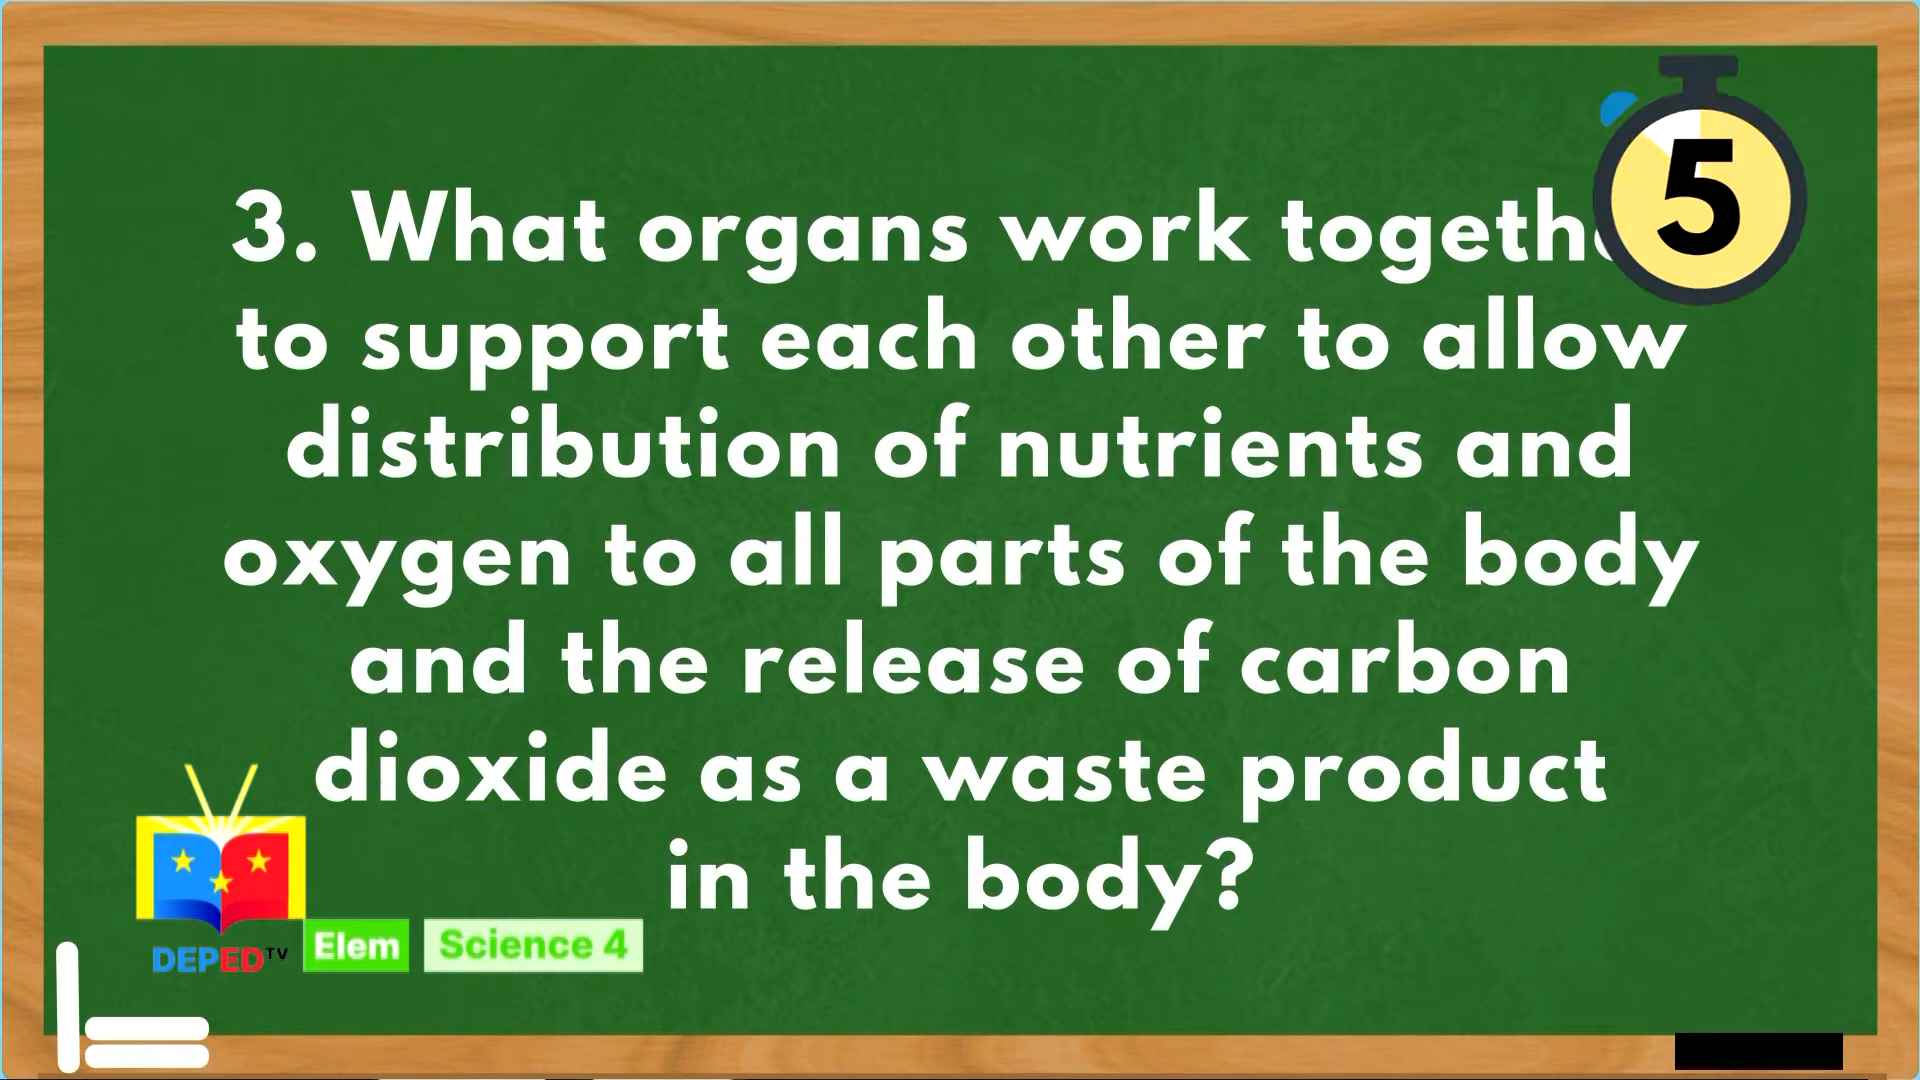 3. What organs work togethe
to support each other to allow
distribution of nutrients and
oxygen to all parts of the body
and the release of carbon
dioxide as a waste product
in the body?
5
DEPED TV
Elem Science 4